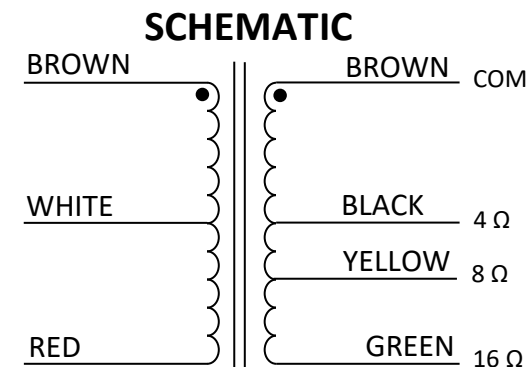 SCHEMATIC
BROWN BROWN COM
WHITE BLACK 4 Ω
YELLOW 8 Ω
RED GREEN 16 Ω